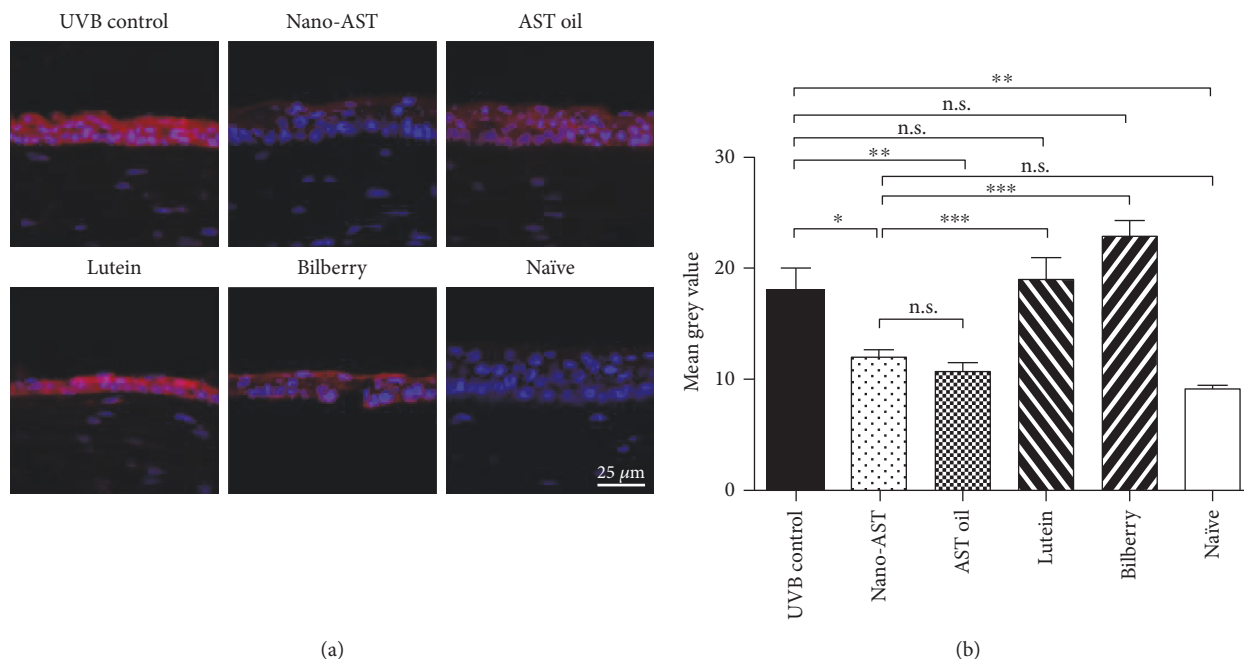 UVB control Nano-AST AST oil
Lutein Bilberry Naïve
25 μm
(a)
**
n.s.
n.s.
**
n.s.
***
*
***
n.s.
30
20
10
0
Mean grey value
UVB control
Nano-AST
AST oil
Lutein
Bilberry
Naïve
(b)